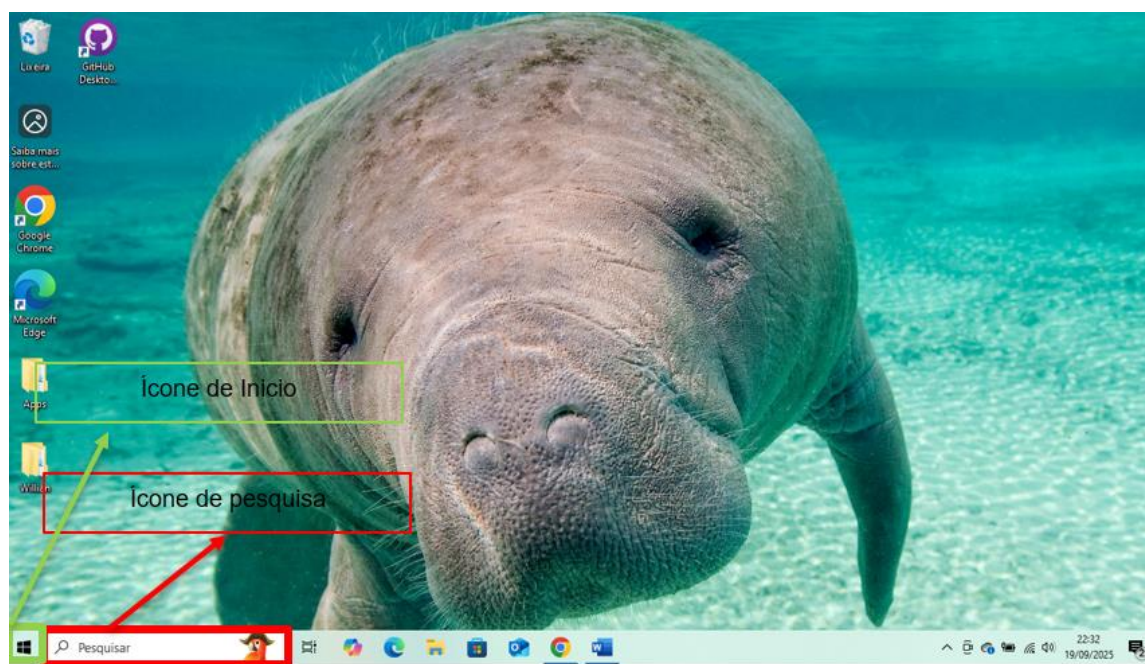 Lixeira
GitHub
Deskto...
Saiba mais
sobre est...
Google
Chrome
Microsoft
Edge
Apps
Ícone de Inicio
Willian
Ícone de pesquisa
Pesquisar
22:32
19/09/2025